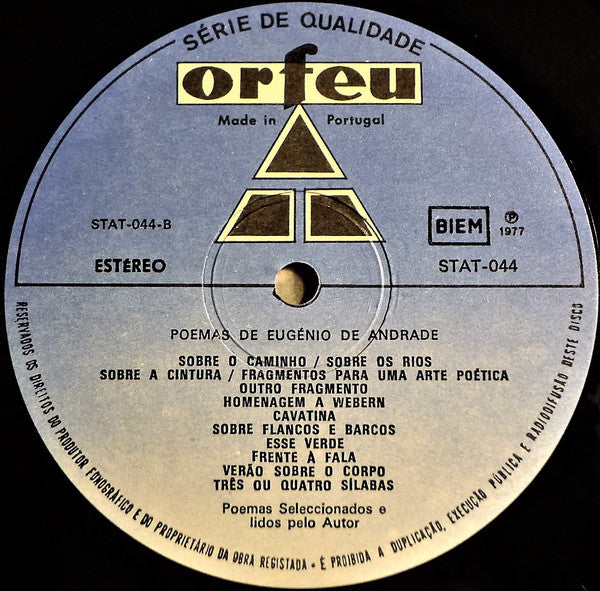 SÉRIE DE QUALIDADE
orfeu
Made in Portugal
STAT-044-B
BIEM
℗
1977
ESTÉREO
STAT-044
POEMAS DE EUGÉNIO DE ANDRADE
SOBRE O CAMINHO / SOBRE OS RIOS
SOBRE A CINTURA / FRAGMENTOS PARA UMA ARTE POÉTICA
OUTRO FRAGMENTO
HOMENAGEM A WEBERN
CAVATINA
SOBRE FLANCOS E BARCOS
ESSE VERDE
FRENTE À FALA
VERÃO SOBRE O CORPO
TRÊS OU QUATRO SÍLABAS
Poemas Seleccionados e
lidos pelo Autor
RESERVADOS OS DIREITOS DO PRODUTOR FONOGRÁFICO E DO PROPRIETÁRIO DA OBRA REGISTADA • É PROIBIDA A DUPLICAÇÃO, EXECUÇÃO PÚBLICA E RADIODIFUSÃO DESTE DISCO